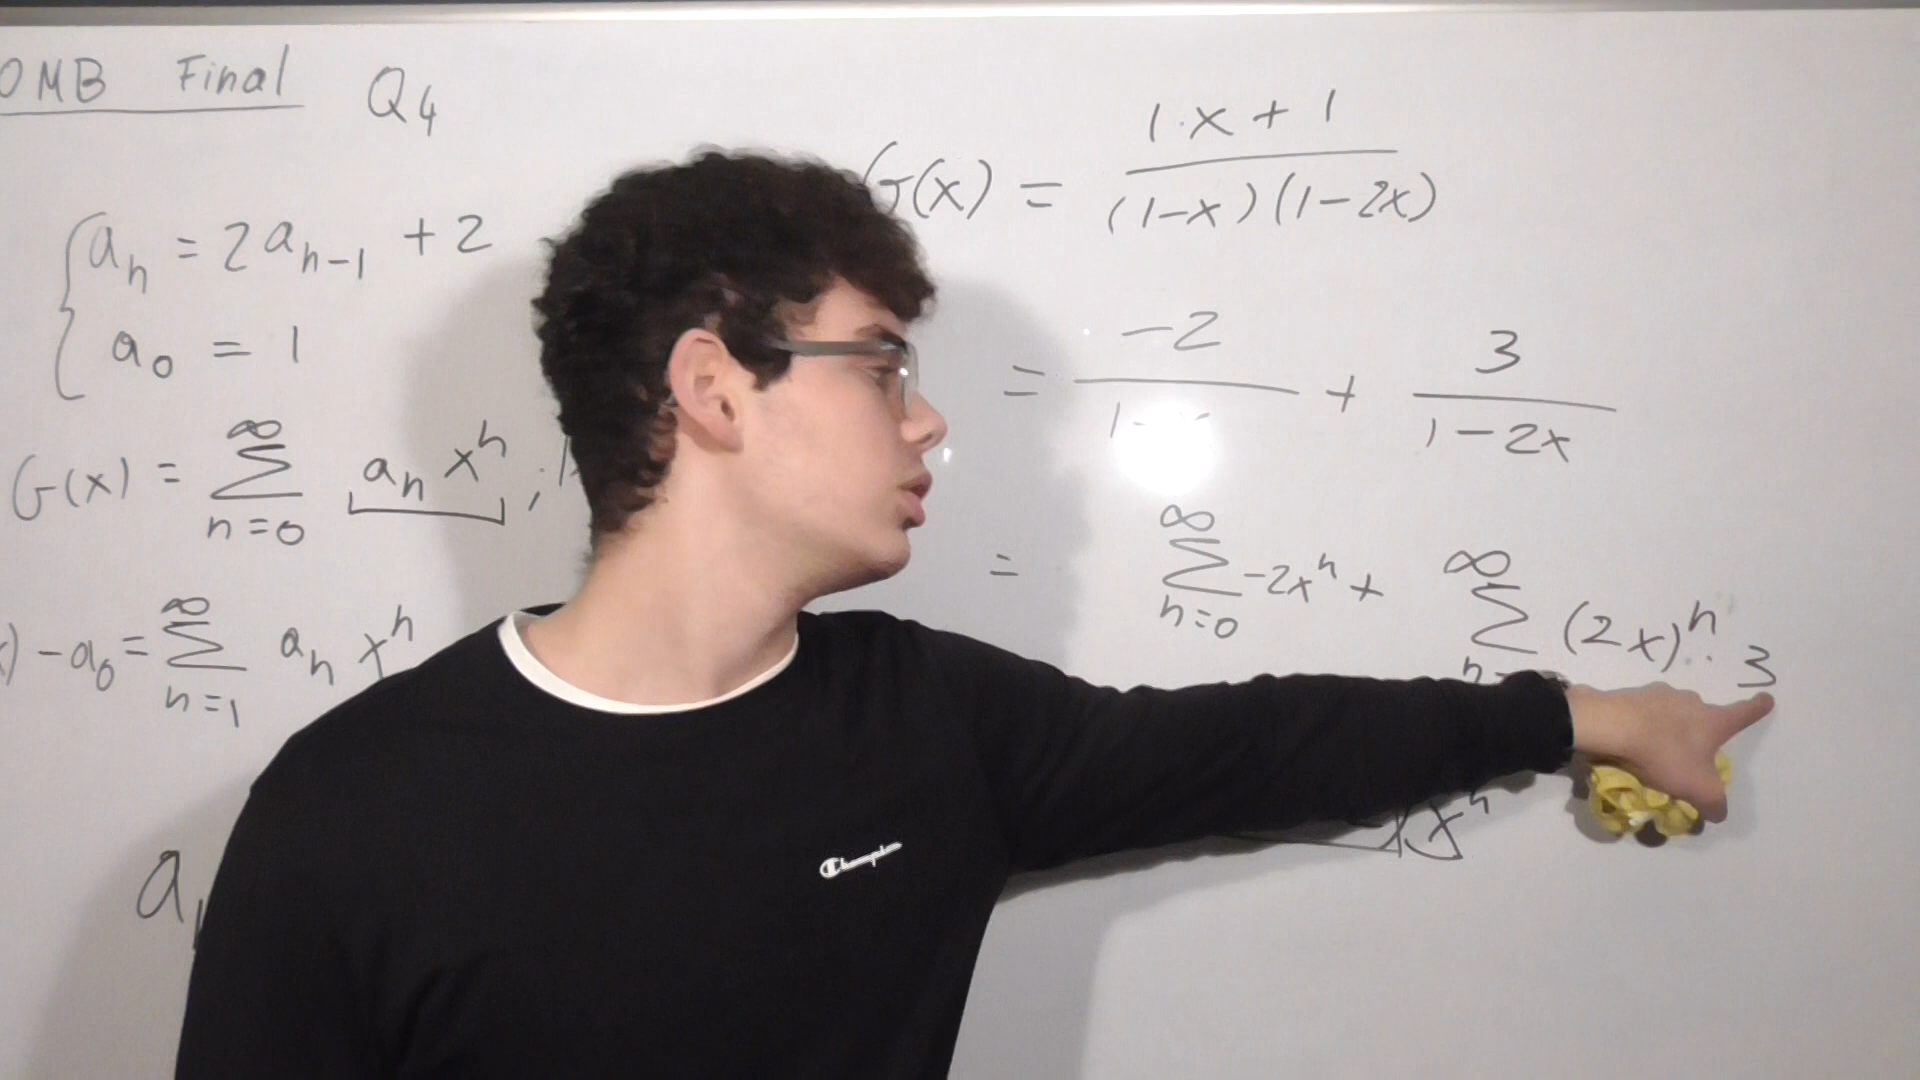 OMB Final Q4
aₙ = 2aₙ₋₁ + 2
a₀ = 1
G(x) = ∞ Σ n=0 aₙ xⁿ ;
) - a₀ = ∞ Σ n=1 aₙ xⁿ
a
G(x) = 1·x + 1 / (1-x)(1-2x)
= -2 / 1- + 3 / 1-2x
= ∞ Σ n=0 -2xⁿ + ∞ Σ n (2x)ⁿ · 3
xⁿ
Champion